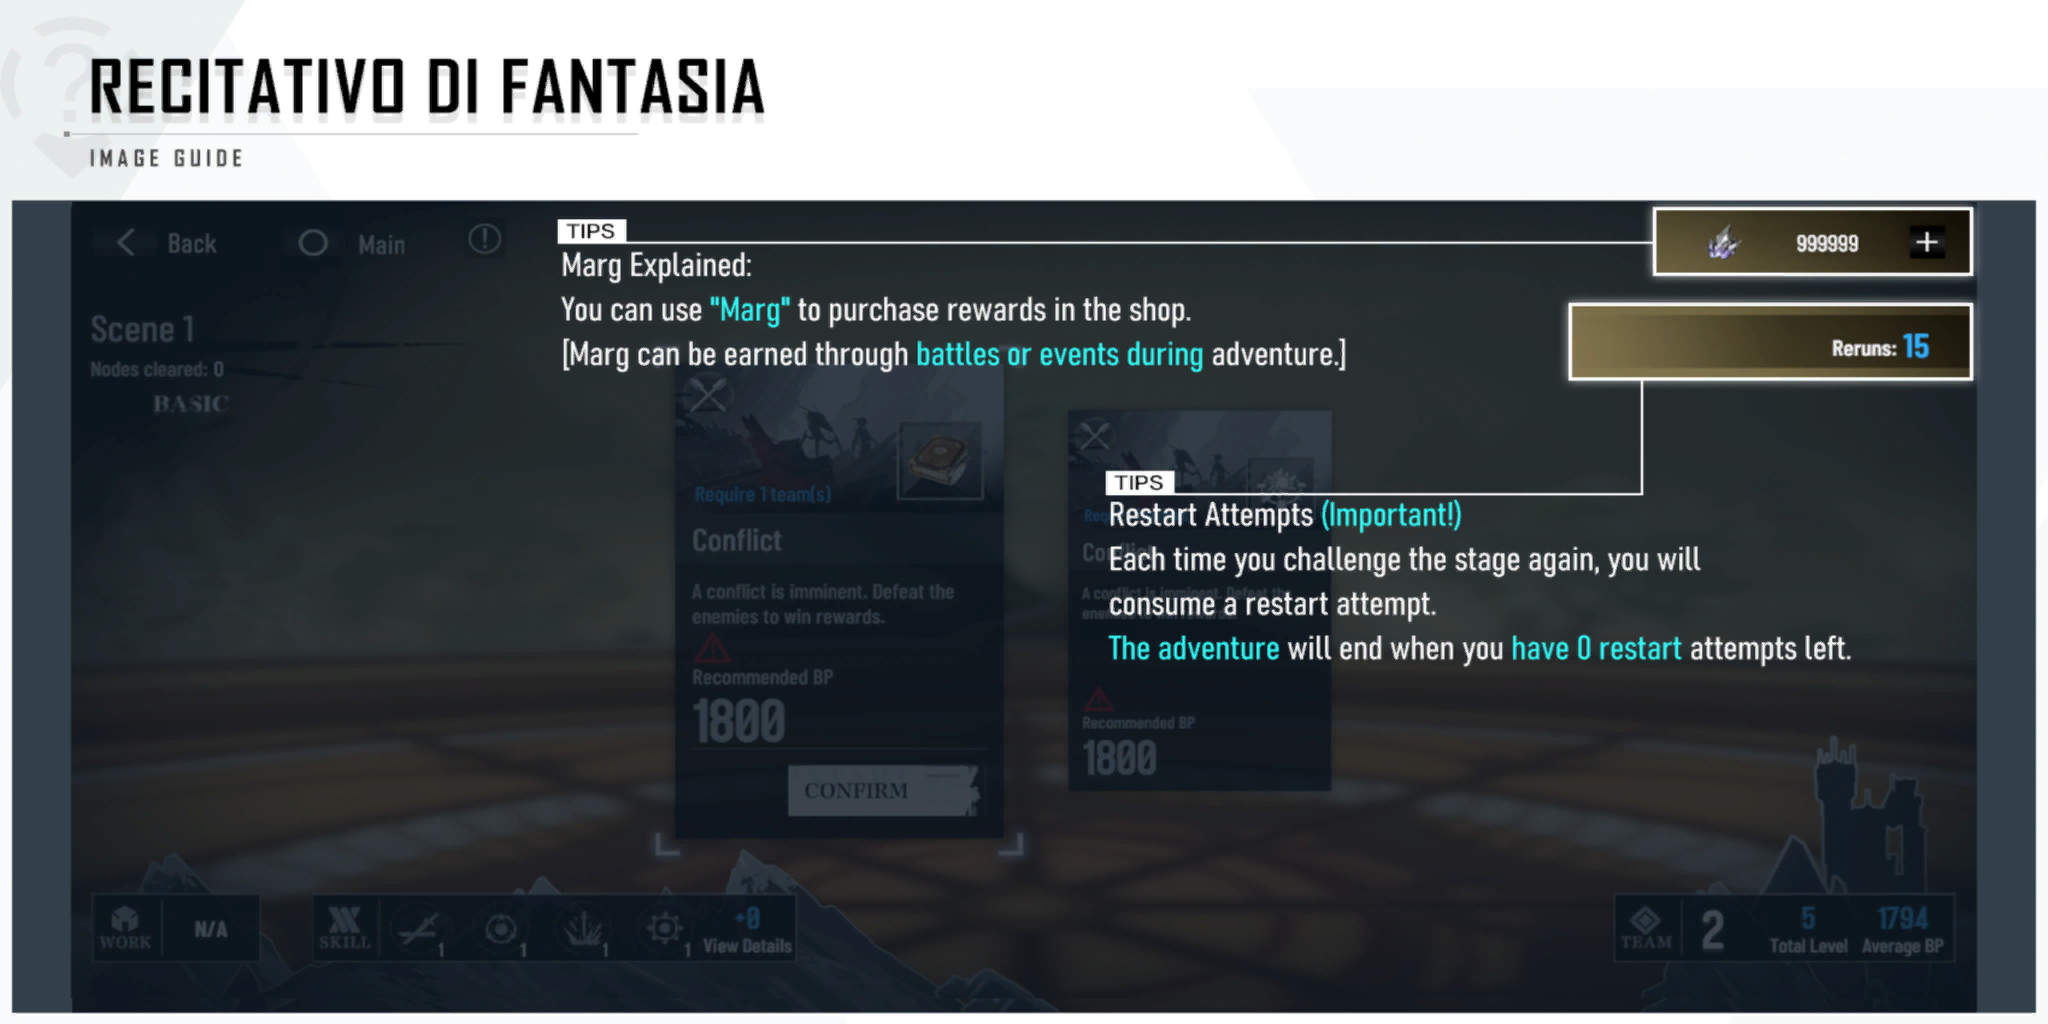 RECITATIVO DI FANTASIA
IMAGE GUIDE
Back
Main
TIPS
999999
Marg Explained:
You can use "Marg" to purchase rewards in the shop.
[Marg can be earned through battles or events during adventure.]
Reruns: 15
Scene 1
Nodes cleared: 0
BASIC
Require 1 team(s)
Conflict
A conflict is imminent. Defeat the
enemies to win rewards.
Recommended BP
1800
CONFIRM
TIPS
Restart Attempts (Important!)
Each time you challenge the stage again, you will
consume a restart attempt.
The adventure will end when you have 0 restart attempts left.
Recommended BP
1800
WORK
N/A
SKILL
1
1
1
1
+0
View Details
TEAM
2
5
Total Level
1794
Average BP